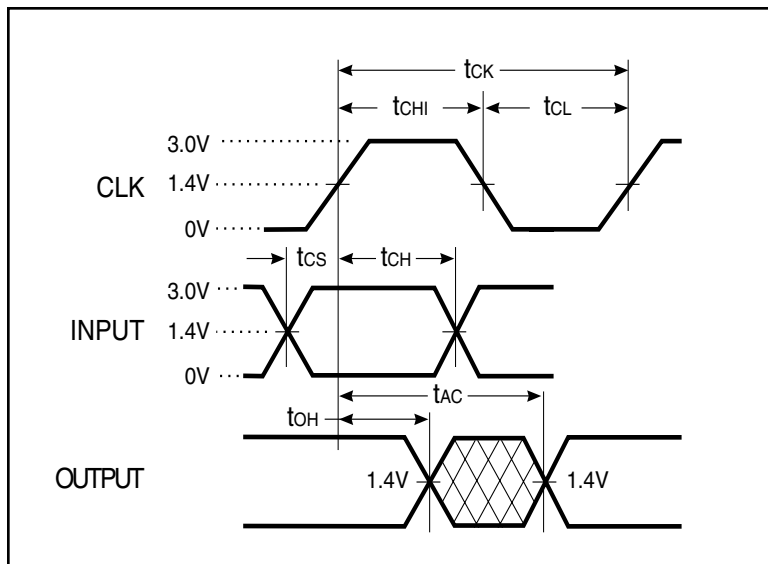 tCK
tCHI tCL
3.0V
CLK 1.4V
0V
tCS tCH
3.0V
INPUT 1.4V
0V
tAC
tOH
OUTPUT 1.4V 1.4V